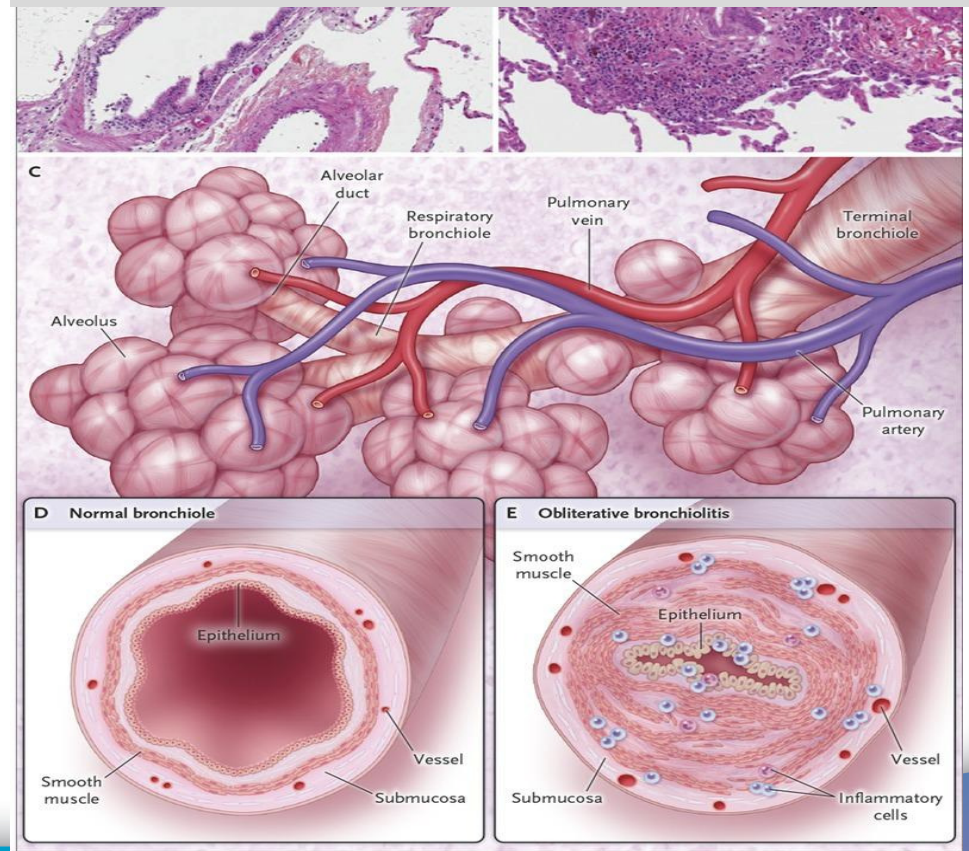 C
Alveolar
duct
Respiratory
bronchiole
Pulmonary
vein
Terminal
bronchiole
Alveolus
Pulmonary
artery
D Normal bronchiole
Epithelium
Vessel
Smooth
muscle
Submucosa
E Obliterative bronchiolitis
Smooth
muscle
Epithelium
Vessel
Submucosa
Inflammatory
cells